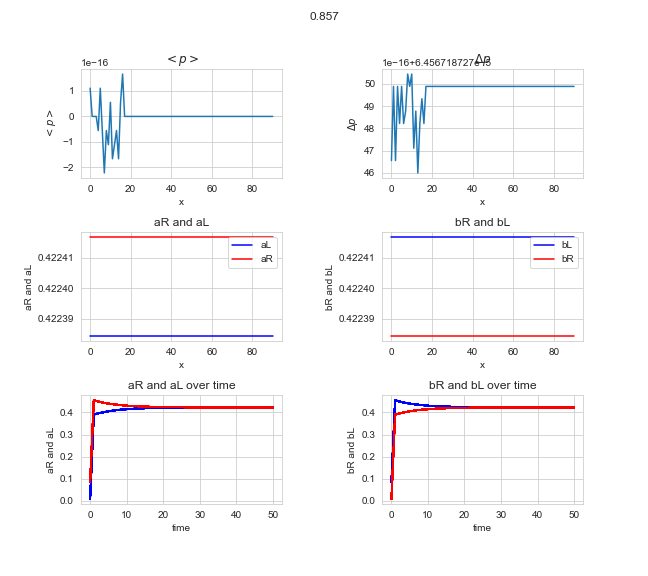 0.857
1e−16
< p >
1e−16+6.456718727e−5
Δp
< p >
1
0
−1
−2
0 20 40 60 80
x
Δp
50
49
48
47
46
0 20 40 60 80
x
aR and aL
aR and aL
0.42241
0.42240
0.42239
aL
aR
0 20 40 60 80
x
bR and bL
bR and bL
0.42241
0.42240
0.42239
bL
bR
0 20 40 60 80
x
aR and aL over time
aR and aL
0.4
0.3
0.2
0.1
0.0
0 10 20 30 40 50
time
bR and bL over time
bR and bL
0.4
0.3
0.2
0.1
0.0
0 10 20 30 40 50
time